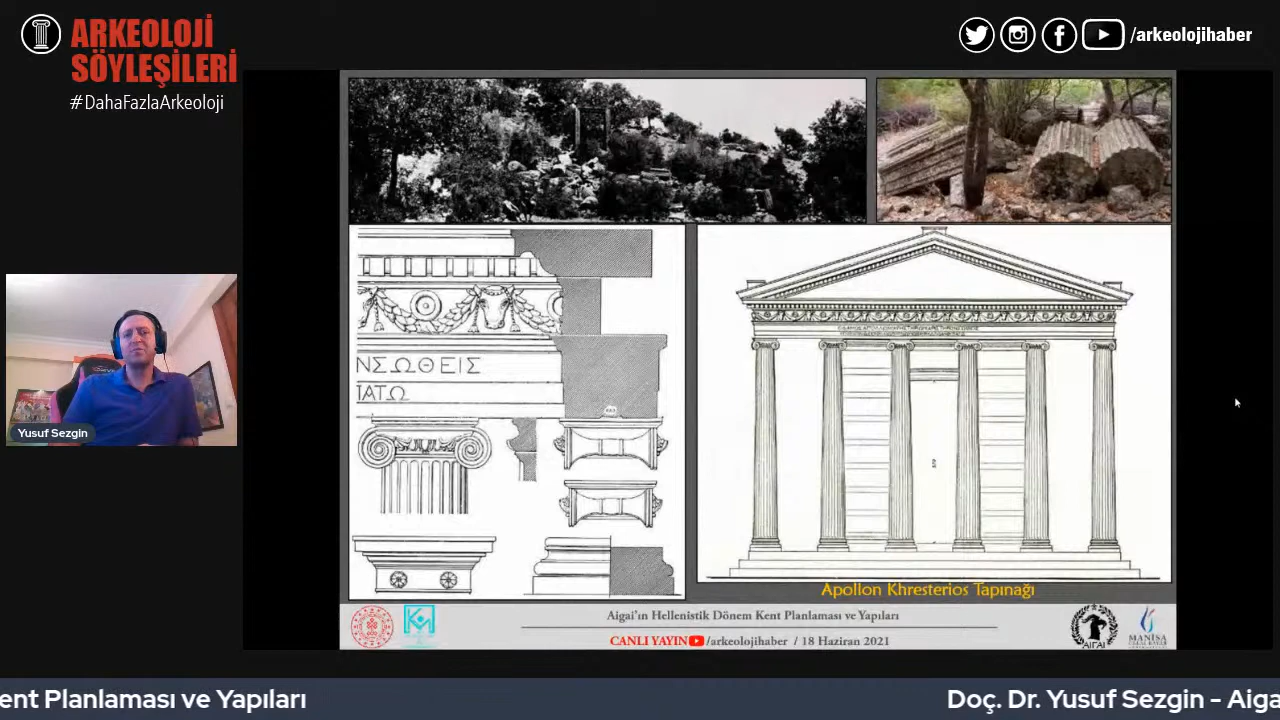 ARKEOLOJİ
SÖYLEŞİLERİ
#DahaFazlaArkeoloji
/arkeolojihaber
ΝΣΩΘΕΙΣ
ΙΑΤΩ
Yusuf Sezgin
Apollon Khresterios Tapınağı
Aigai'ın Hellenistik Dönem Kent Planlaması ve Yapıları
CANLI YAYIN /arkeolojihaber / 18 Haziran 2021
AIGAI
MANİSA
ent Planlaması ve Yapıları
Doç. Dr. Yusuf Sezgin - Aiga